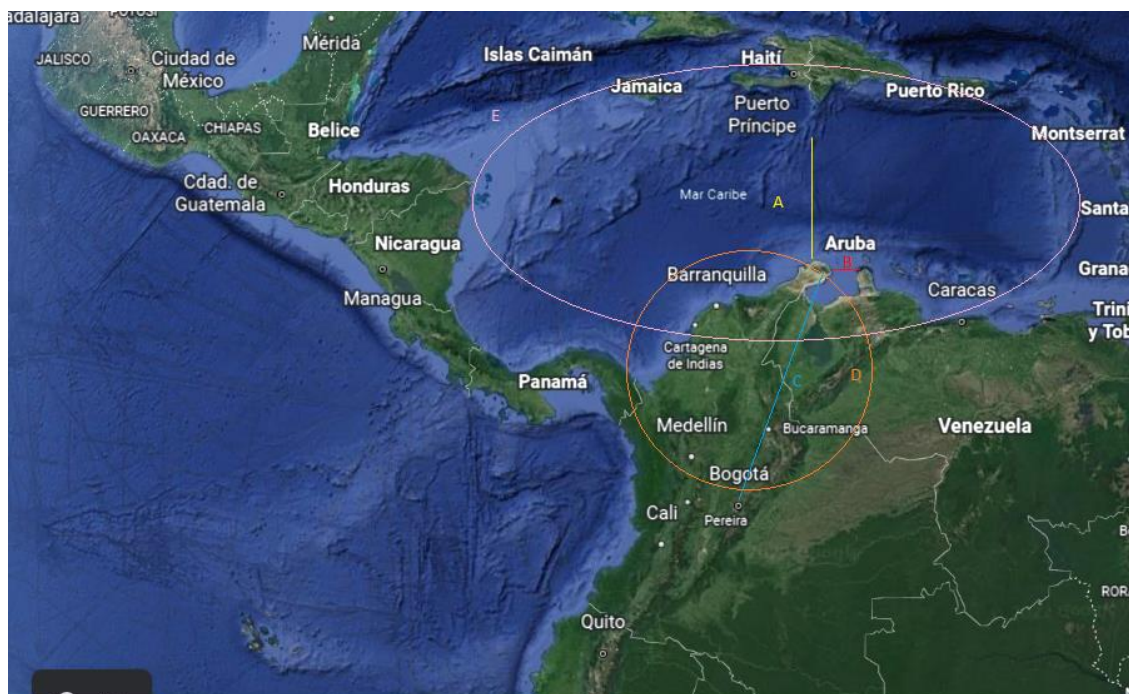 adalajara
POTOSÍ
JALISCO
Ciudad de
México
GUERRERO
OAXACA
CHIAPAS
Mérida
Islas Caimán
Haití
Jamaica
Puerto Rico
Puerto
Príncipe
E
Belice
Montserrat
Cdad. de
Guatemala
Honduras
Mar Caribe
A
Santa
Nicaragua
Aruba
B
Barranquilla
Grana
Managua
Caracas
Trini
y Tob
Cartagena
de Indias
Panamá
C
D
Medellín
Bucaramanga
Venezuela
Bogotá
Cali
Pereira
B
ROR
Quito